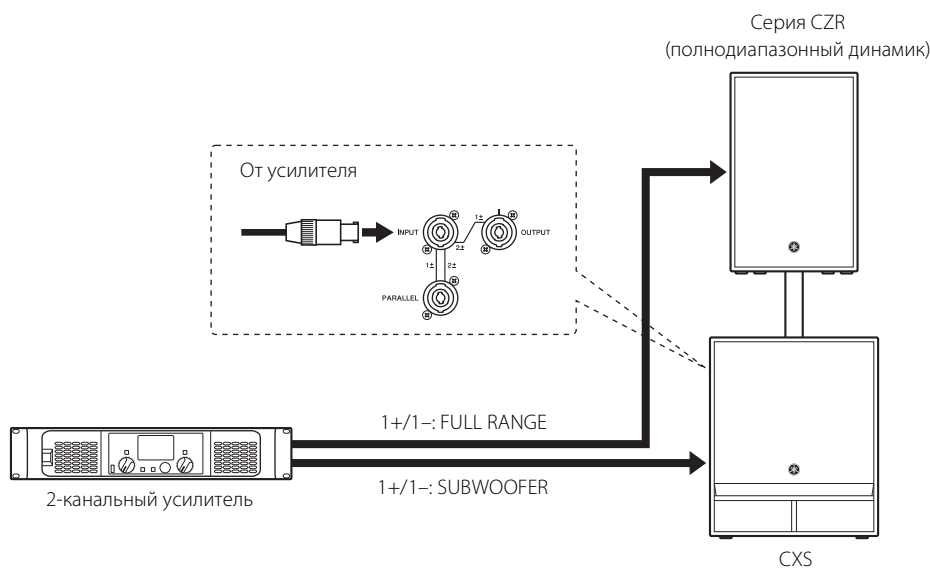 Серия CZR
(полнодиапазонный динамик)
От усилителя
1±
INPUT
OUTPUT
2±
1± 2±
PARALLEL
1+/1–: FULL RANGE
1+/1–: SUBWOOFER
2-канальный усилитель
CXS